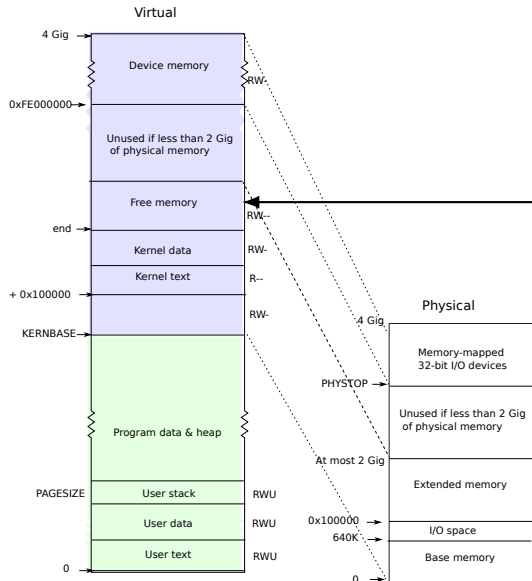 Virtual
4 Gig
Device memory
RW-
0xFE000000
Unused if less than 2 Gig
of physical memory
Free memory
RW--
end
Kernel data
RW-
Kernel text
R--
+ 0x100000
RW-
KERNBASE
Program data & heap
PAGESIZE
User stack
RWU
User data
RWU
User text
RWU
0
Physical
4 Gig
Memory-mapped
32-bit I/O devices
PHYSTOP
Unused if less than 2 Gig
of physical memory
At most 2 Gig
Extended memory
0x100000
I/O space
640K
Base memory
0